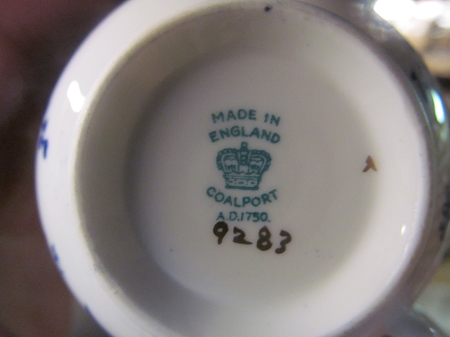 MADE IN
ENGLAND
COALPORT
A.D.1750.
9283